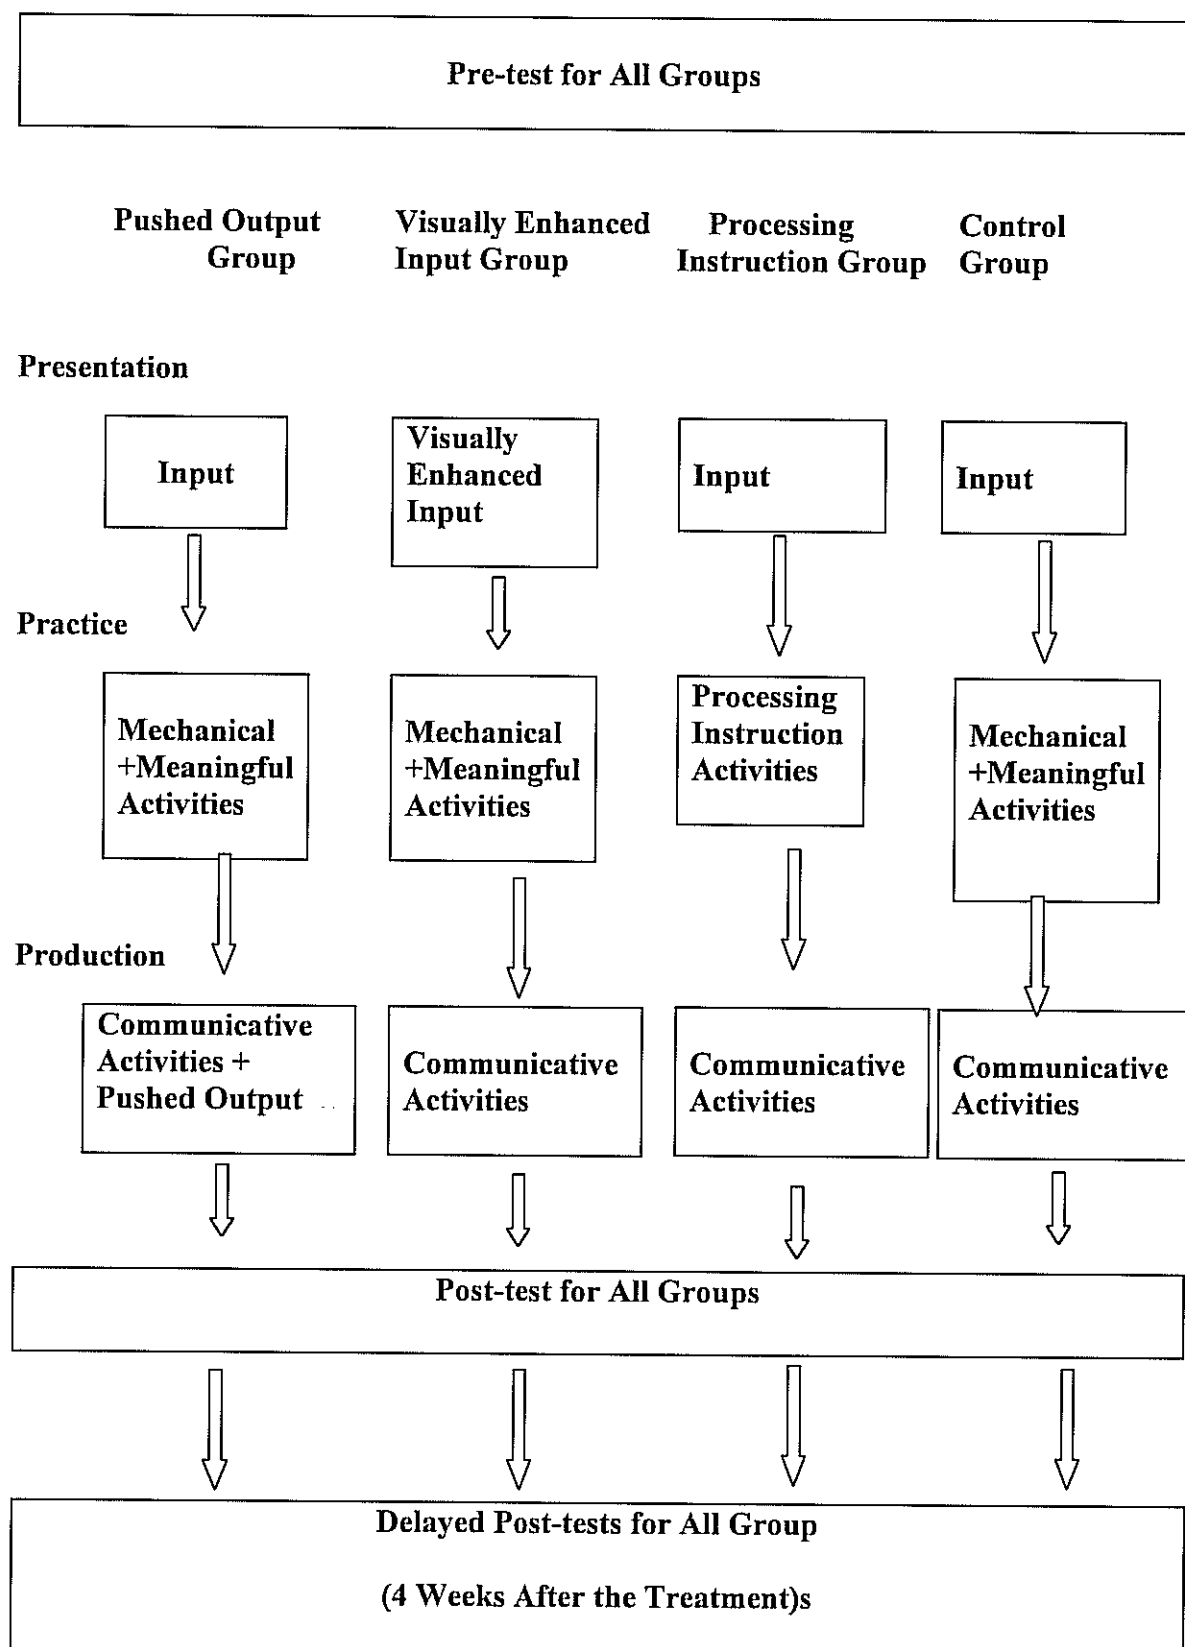 Pre-test for All Groups
Pushed Output
Group
Visually Enhanced
Input Group
Processing
Instruction Group
Control
Group
Presentation
Input
Visually
Enhanced
Input
Input
Input
Practice
Mechanical
+Meaningful
Activities
Mechanical
+Meaningful
Activities
Processing
Instruction
Activities
Mechanical
+Meaningful
Activities
Production
Communicative
Activities +
Pushed Output
Communicative
Activities
Communicative
Activities
Communicative
Activities
Post-test for All Groups
Delayed Post-tests for All Group
(4 Weeks After the Treatment)s